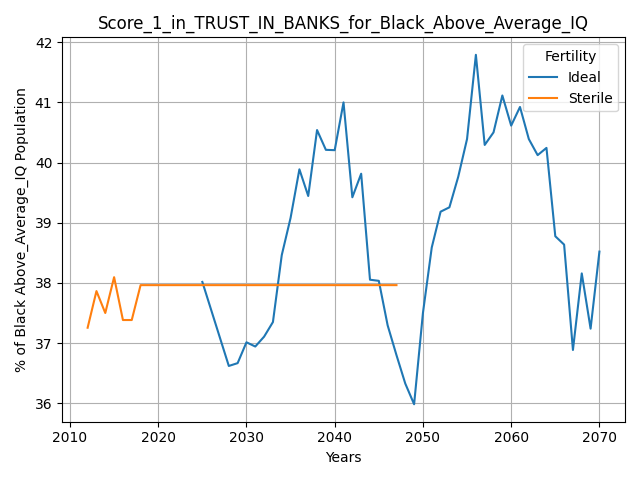 Score_1_in_TRUST_IN_BANKS_for_Black_Above_Average_IQ
% of Black Above_Average_IQ Population
42
41
40
39
38
37
36
Fertility
Ideal
Sterile
2010 2020 2030 2040 2050 2060 2070
Years